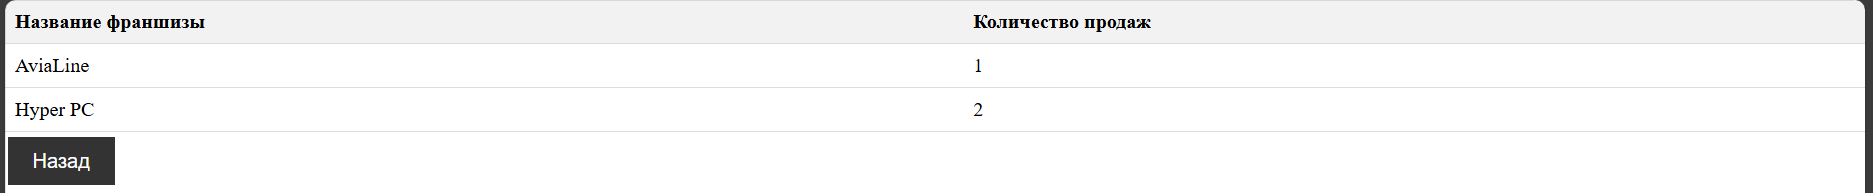 Название франшизы Количество продаж
AviaLine 1
Hyper PC 2
Назад